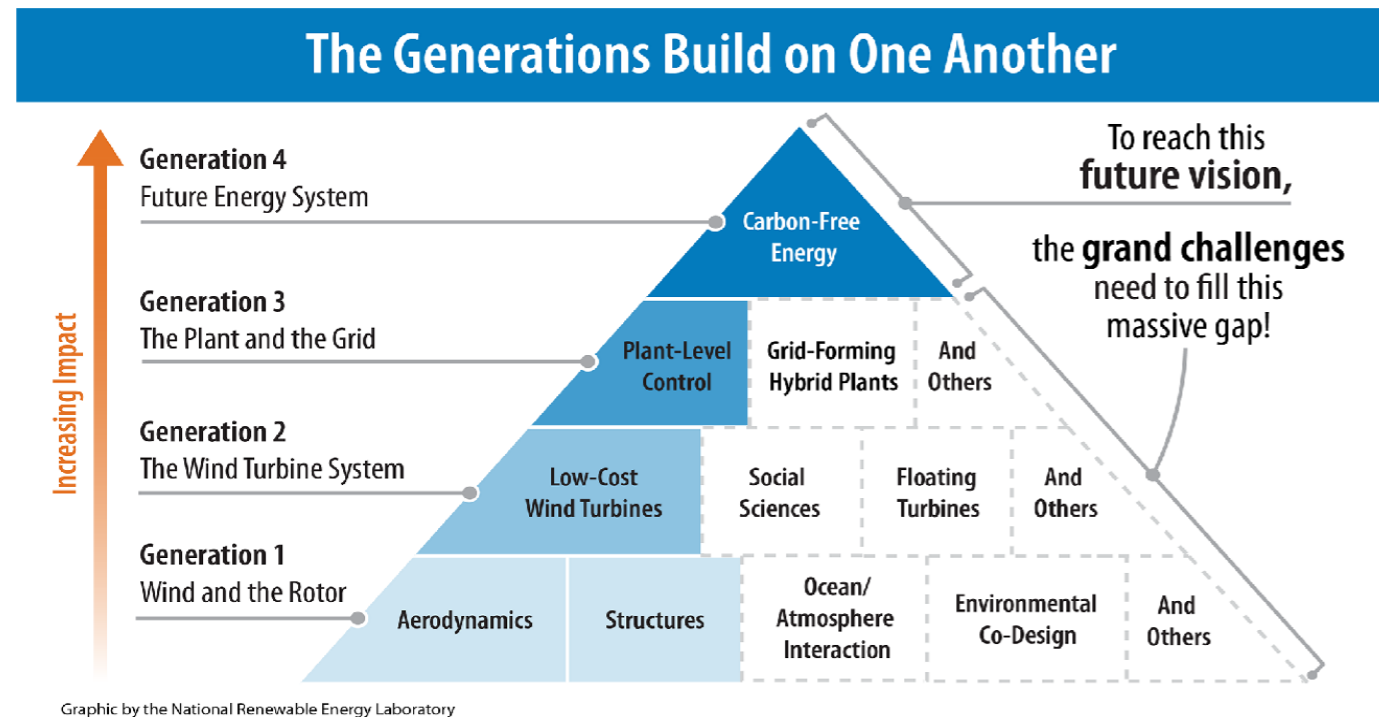 The Generations Build on One Another
Generation 4
Future Energy System
Generation 3
The Plant and the Grid
Generation 2
The Wind Turbine System
Generation 1
Wind and the Rotor
Increasing Impact
Carbon-Free
Energy
Plant-Level
Control
Grid-Forming
Hybrid Plants
And
Others
Low-Cost
Wind Turbines
Social
Sciences
Floating
Turbines
And
Others
Aerodynamics
Structures
Ocean/
Atmosphere
Interaction
Environmental
Co-Design
And
Others
To reach this
future vision,
the grand challenges
need to fill this
massive gap!
Graphic by the National Renewable Energy Laboratory